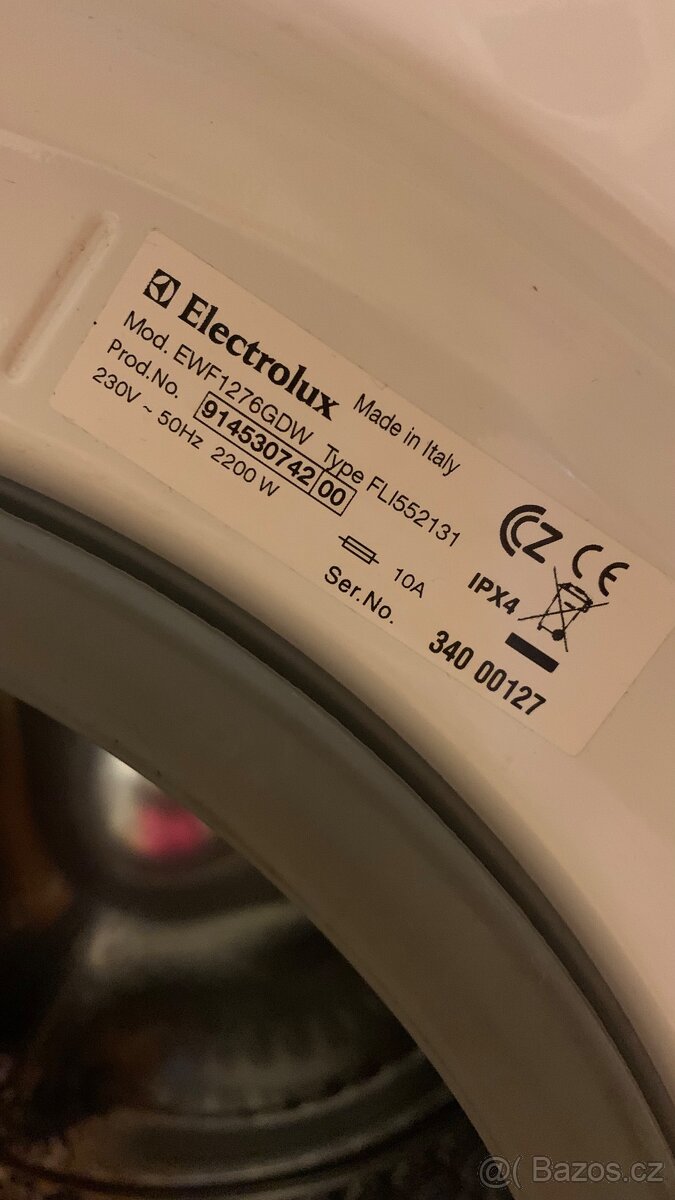 Electrolux Made in Italy
Mod. EWF1276GDW Type FLI552131
Prod.No. 914530742 00
230V ~ 50Hz 2200 W 10A
CZ CE
IPX4
Ser.No. 340 00127
@( Bazos.cz